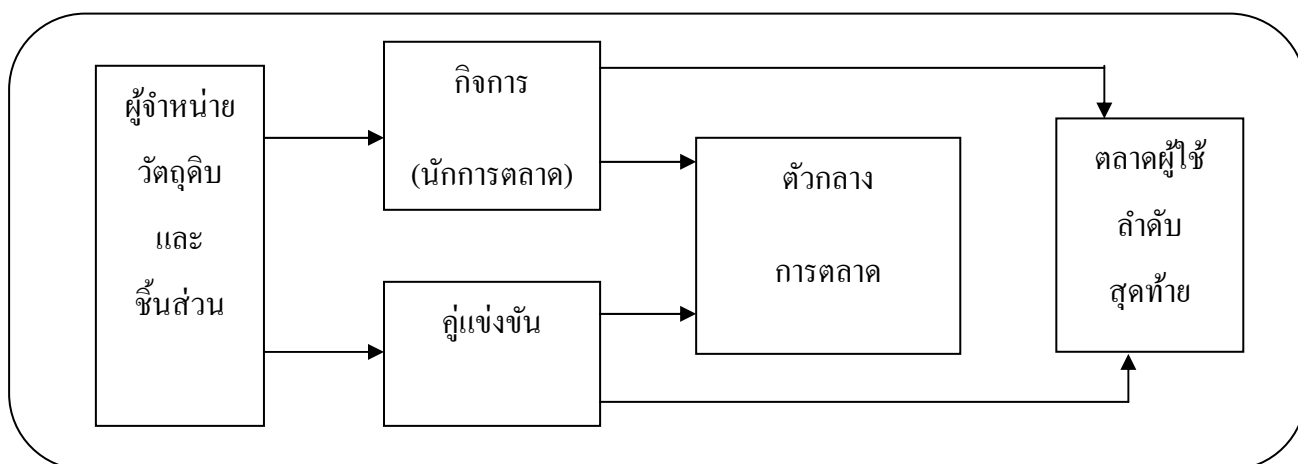 ผู้จำหน่าย
วัตถุดิบ
และ
ชิ้นส่วน
กิจการ
(นักการตลาด)
คู่แข่งขัน
ตัวกลาง
การตลาด
ตลาดผู้ใช้
ลำดับ
สุดท้าย